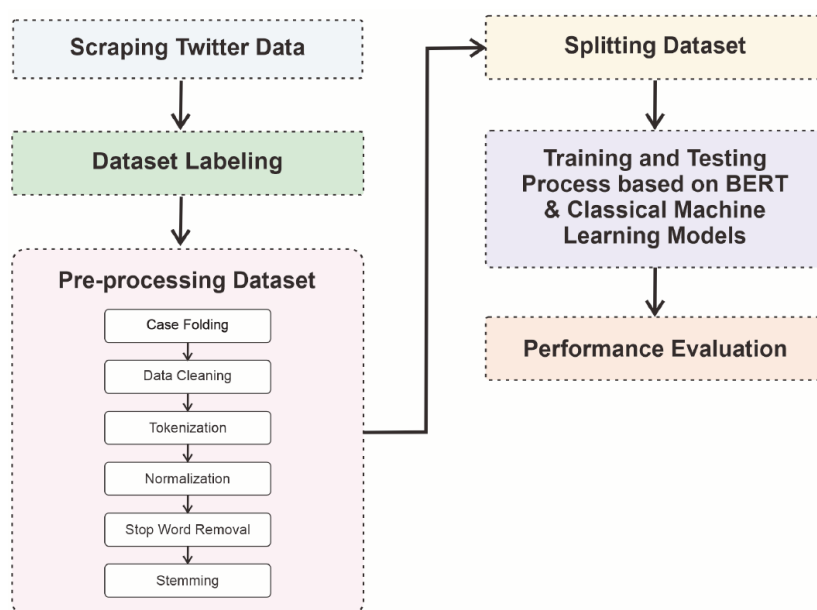 Scraping Twitter Data
Dataset Labeling
Pre-processing Dataset
Case Folding
Data Cleaning
Tokenization
Normalization
Stop Word Removal
Stemming
Splitting Dataset
Training and Testing
Process based on BERT
& Classical Machine
Learning Models
Performance Evaluation